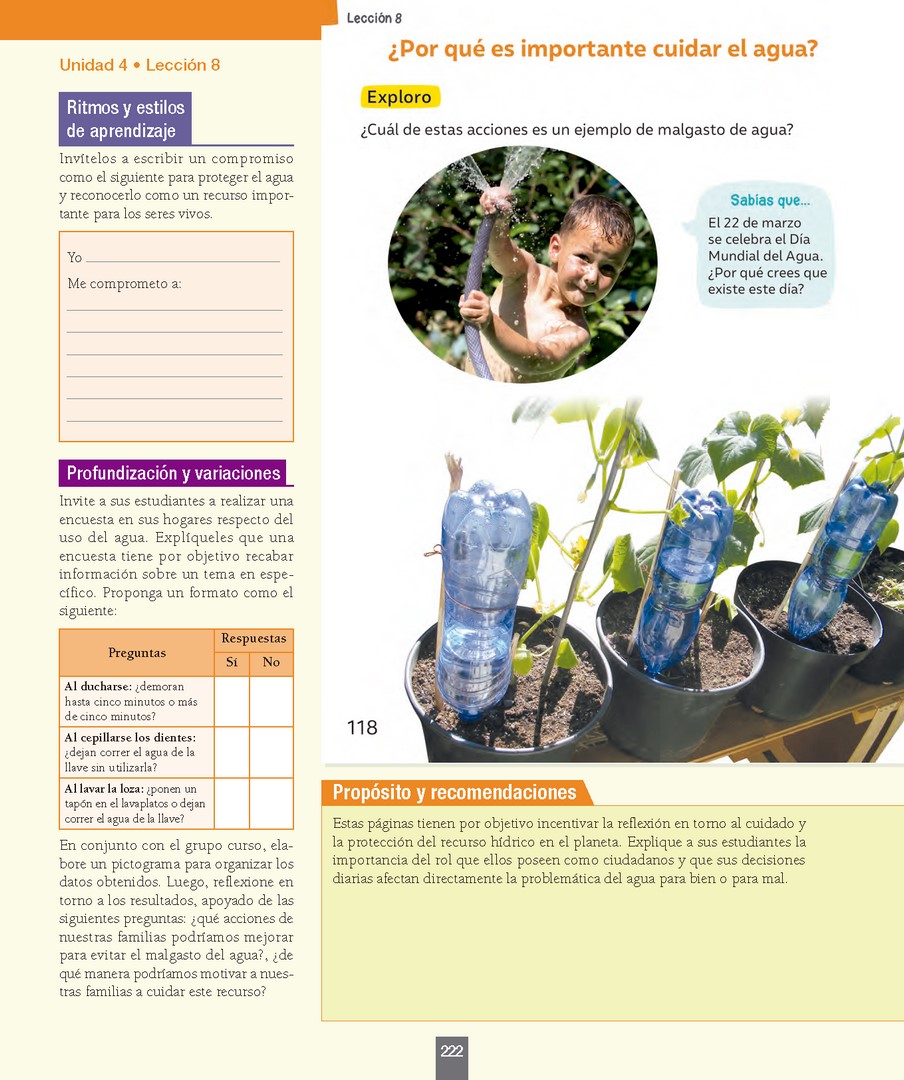 Unidad 4 • Lección 8
Ritmos y estilos
de aprendizaje
Invítelos a escribir un compromiso
como el siguiente para proteger el agua
y reconocerlo como un recurso impor-
tante para los seres vivos.
Yo
Me comprometo a:
Profundización y variaciones
Invite a sus estudiantes a realizar una
encuesta en sus hogares respecto del
uso del agua. Explíqueles que una
encuesta tiene por objetivo recabar
información sobre un tema en espe-
cífico. Proponga un formato como el
siguiente:
Preguntas
Respuestas
Sí No
Al ducharse: ¿demoran
hasta cinco minutos o más
de cinco minutos?
Al cepillarse los dientes:
¿dejan correr el agua de la
llave sin utilizarla?
Al lavar la loza: ¿ponen un
tapón en el lavaplatos o dejan
correr el agua de la llave?
En conjunto con el grupo curso, ela-
bore un pictograma para organizar los
datos obtenidos. Luego, reflexione en
torno a los resultados, apoyado de las
siguientes preguntas: ¿qué acciones de
nuestras familias podríamos mejorar
para evitar el malgasto del agua?, ¿de
qué manera podríamos motivar a nues-
tras familias a cuidar este recurso?
Lección 8
¿Por qué es importante cuidar el agua?
Exploro
¿Cuál de estas acciones es un ejemplo de malgasto de agua?
Sabías que...
El 22 de marzo
se celebra el Día
Mundial del Agua.
¿Por qué crees que
existe este día?
118
Propósito y recomendaciones
Estas páginas tienen por objetivo incentivar la reflexión en torno al cuidado y
la protección del recurso hídrico en el planeta. Explique a sus estudiantes la
importancia del rol que ellos poseen como ciudadanos y que sus decisiones
diarias afectan directamente la problemática del agua para bien o para mal.
222